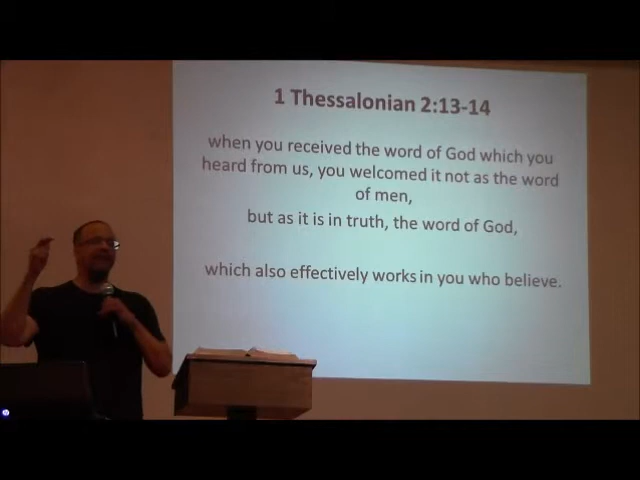 1 Thessalonian 2:13-14
when you received the word of God which you
heard from us, you welcomed it not as the word
of men,
but as it is in truth, the word of God,
which also effectively works in you who believe.